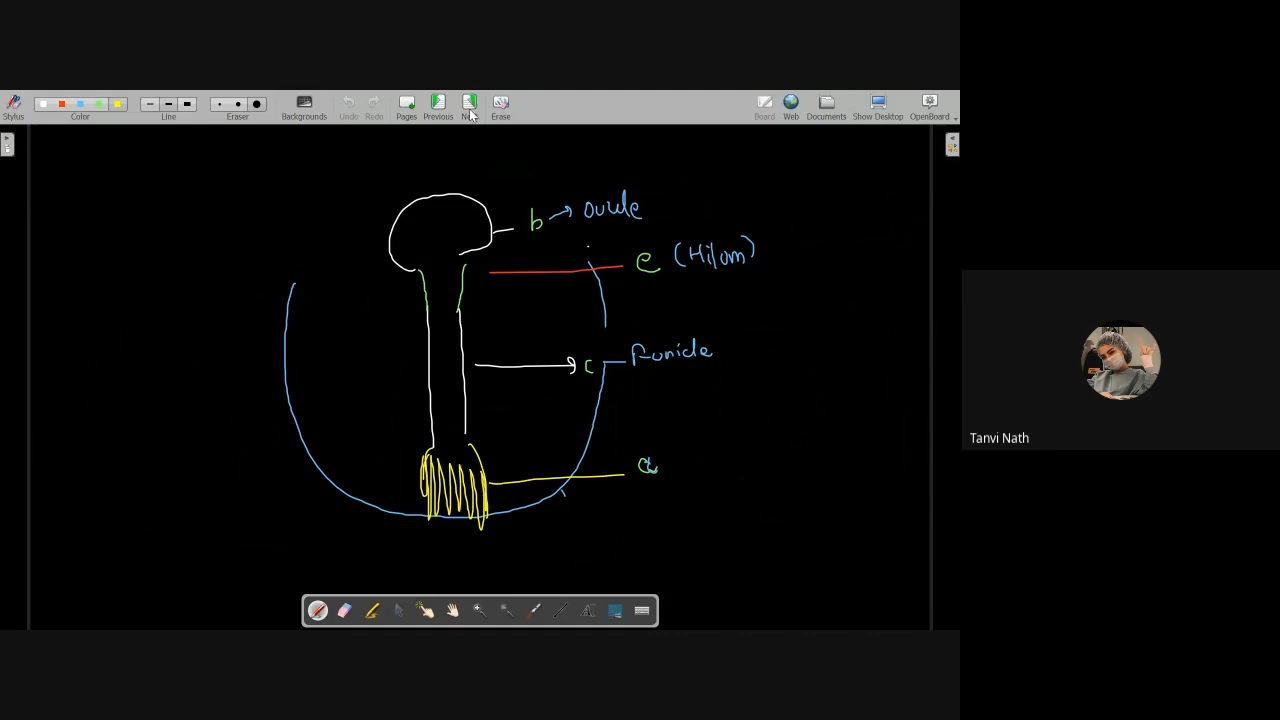 Stylus Color Line Eraser Backgrounds Undo Redo Pages Previous Erase Board Web Documents Show Desktop OpenBoard
b → ovule
e (Hilum)
c — Funicle
a
Tanvi Nath